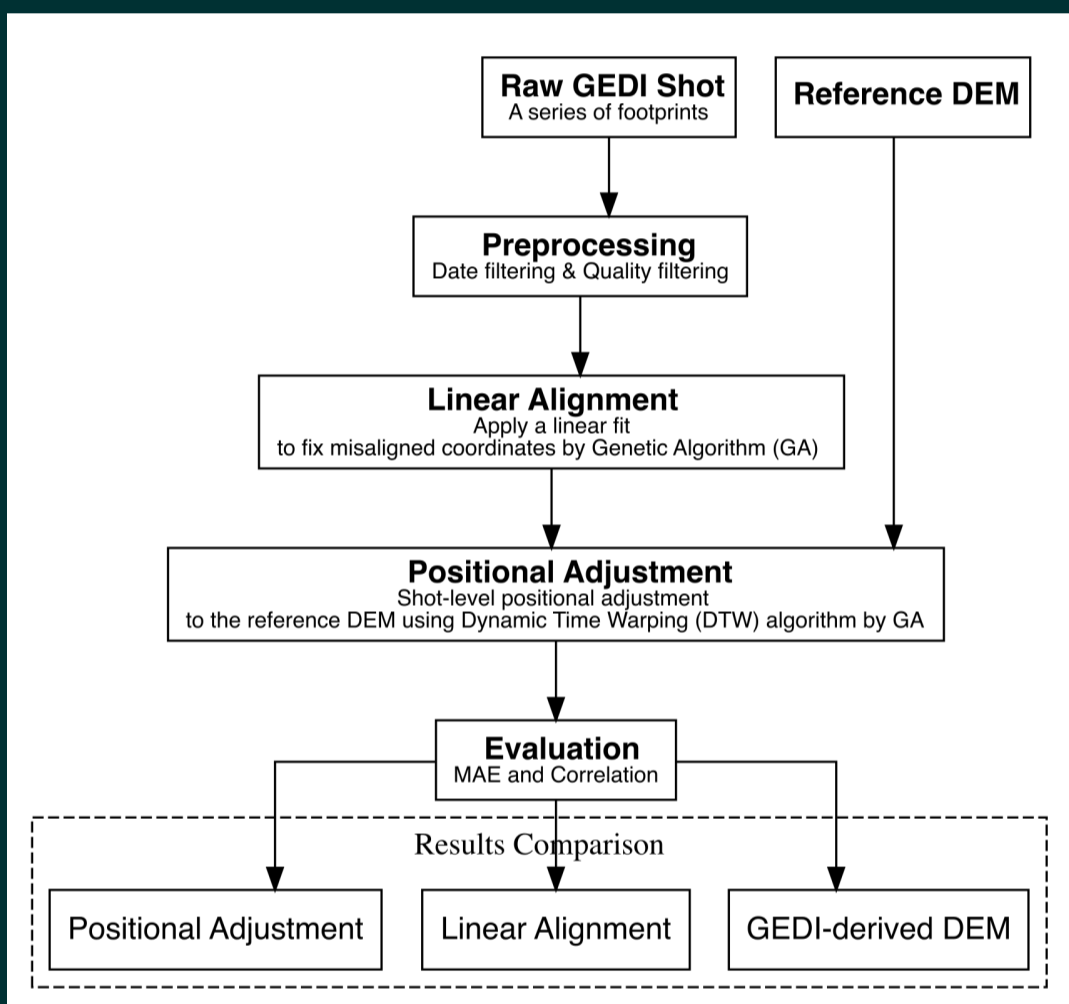 Raw GEDI Shot
A series of footprints
Reference DEM
Preprocessing
Date filtering & Quality filtering
Linear Alignment
Apply a linear fit
to fix misaligned coordinates by Genetic Algorithm (GA)
Positional Adjustment
Shot-level positional adjustment
to the reference DEM using Dynamic Time Warping (DTW) algorithm by GA
Evaluation
MAE and Correlation
Results Comparison
Positional Adjustment
Linear Alignment
GEDI-derived DEM